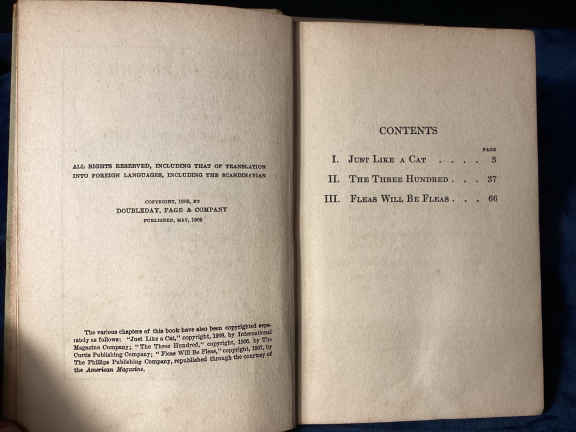 ALL RIGHTS RESERVED, INCLUDING THAT OF TRANSLATION
INTO FOREIGN LANGUAGES, INCLUDING THE SCANDINAVIAN
COPYRIGHT, 1909, BY
DOUBLEDAY, PAGE & COMPANY
PUBLISHED, MAY, 1909
The various chapters of this book have also been copyrighted sepa-
rately as follows: "Just Like a Cat," copyright, 1909, by International
Magazine Company; "The Three Hundred," copyright, by The
Curtis Publishing Company; "Fleas Will Be Fleas," copyright, 1907, by
The Phillips Publishing Company, republished through the courtesy of
the American Magazine.
CONTENTS
PAGE
I. Just Like a Cat . . . . 3
II. The Three Hundred . . . 37
III. Fleas Will Be Fleas . . . 66